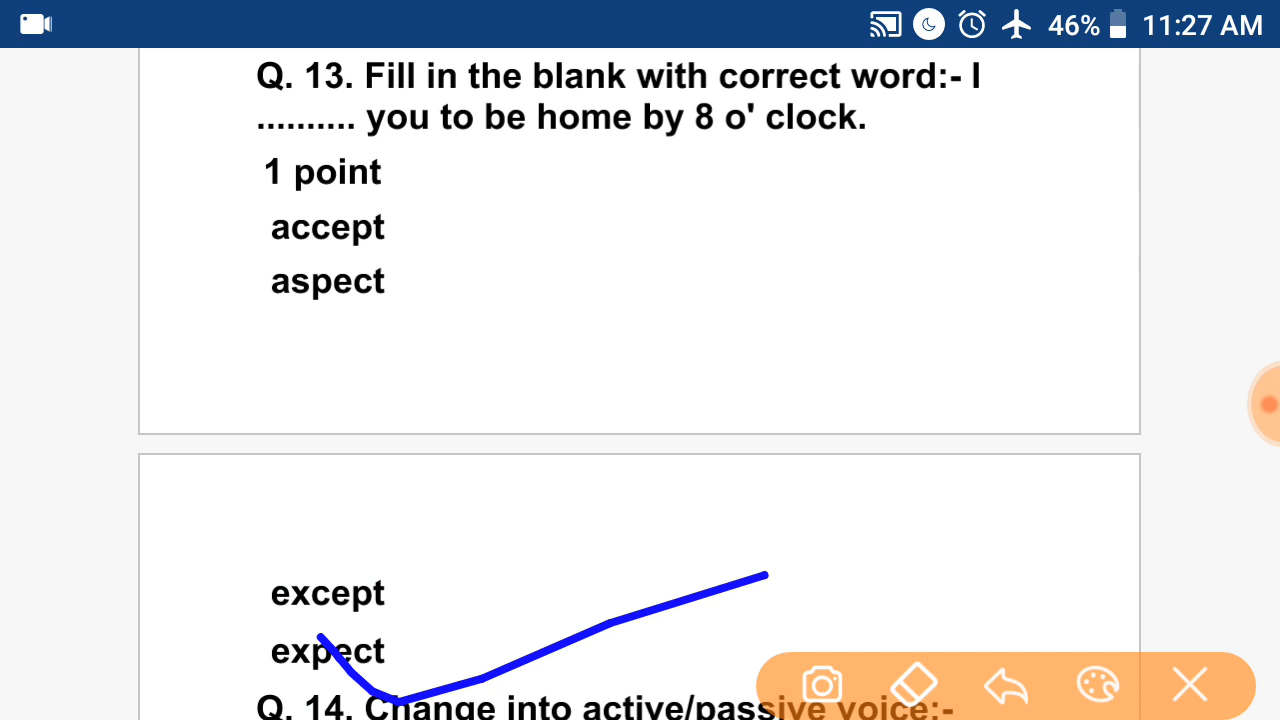 46% 11:27 AM
Q. 13. Fill in the blank with correct word:- I
.......... you to be home by 8 o' clock.
1 point
accept
aspect
except
expect
Q. 14. Change into active/passive voice:-